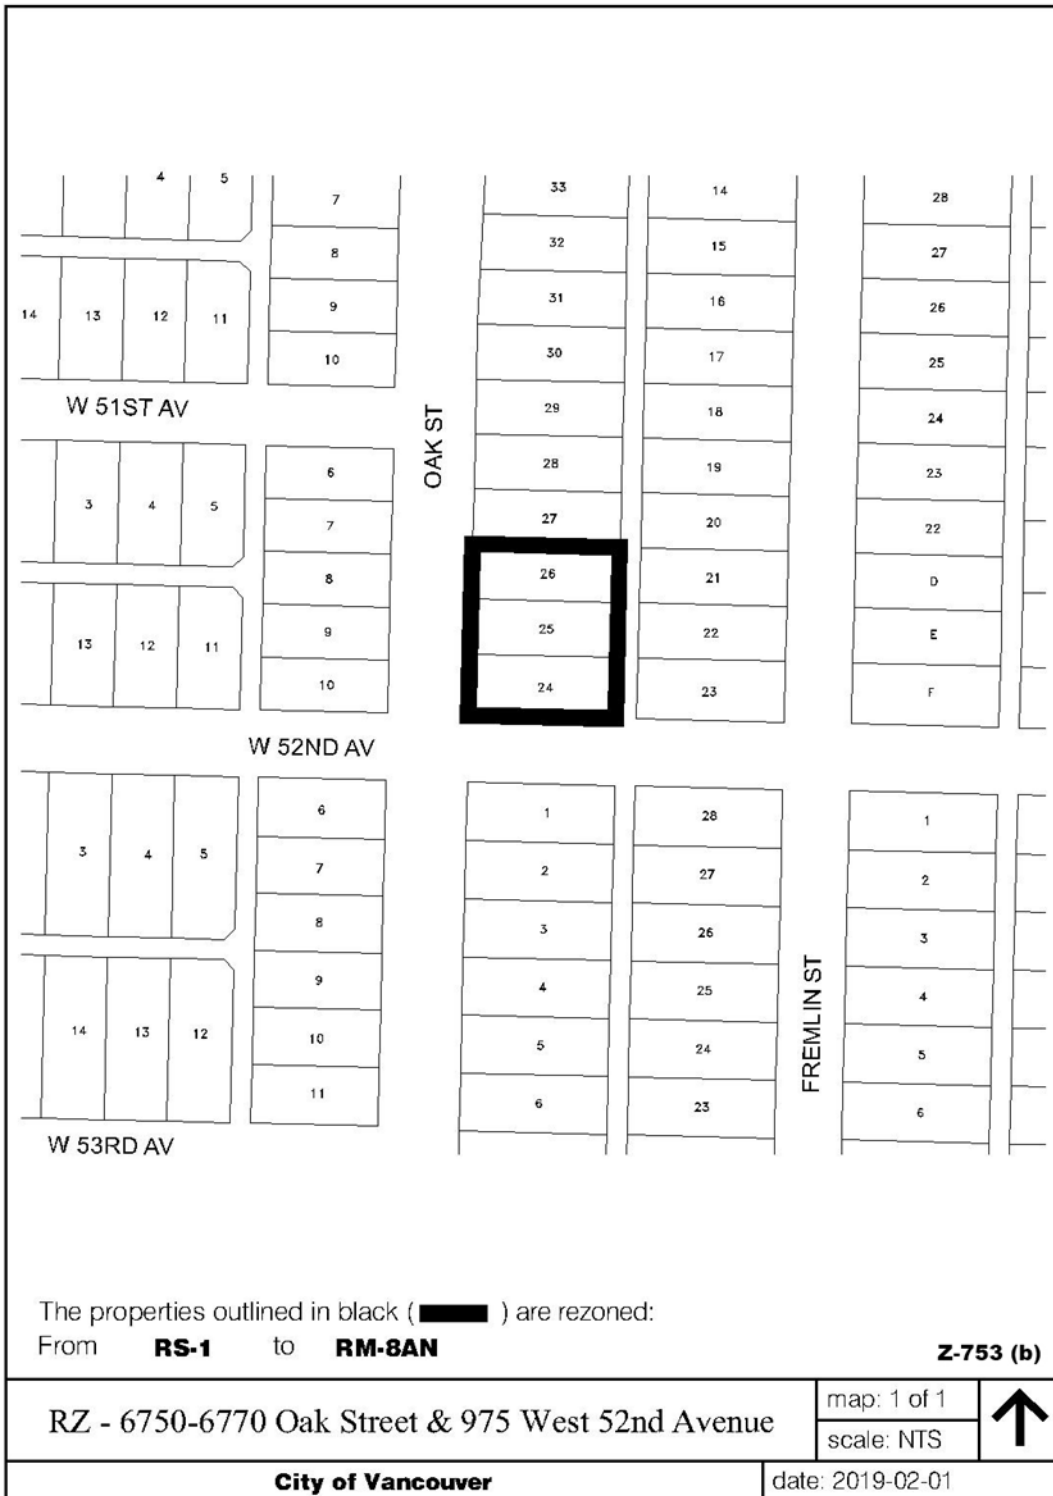 4 5
7
33
14
28
8
32
15
27
14 13 12 11
9
31
16
26
10
30
17
25
W 51ST AV
OAK ST
29
18
24
6
28
19
23
3 4 5
7
27
20
22
8
26
21
D
13 12 11
9
25
22
E
10
24
23
F
W 52ND AV
6
1
28
1
3 4 5
7
2
27
2
8
3
26
3
9
4
25
4
FREMLIN ST
14 13 12
10
5
24
5
11
6
23
6
W 53RD AV
The properties outlined in black ( ) are rezoned:
From RS-1 to RM-8AN
Z-753 (b)
RZ - 6750-6770 Oak Street & 975 West 52nd Avenue
map: 1 of 1
scale: NTS
City of Vancouver
date: 2019-02-01